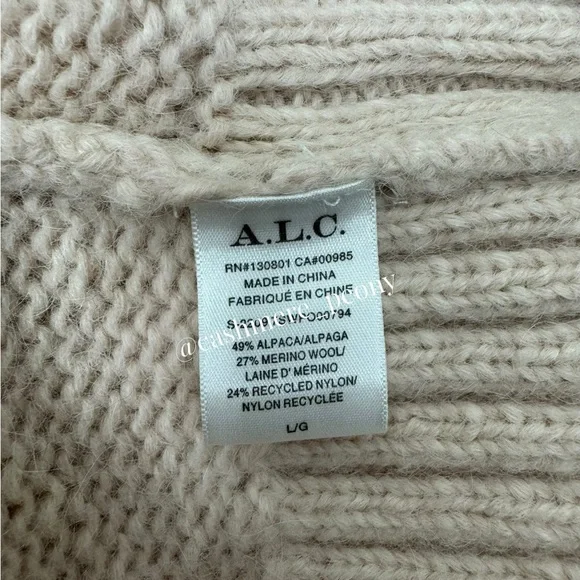 A.L.C.
RN#130801 CA#00985
MADE IN CHINA
FABRIQUÉ EN CHINE
49% ALPACA/ALPAGA
27% MERINO WOOL/
LAINE D' MÉRINO
24% RECYCLED NYLON/
NYLON RECYCLÉE
L/G
@cashmere_peony